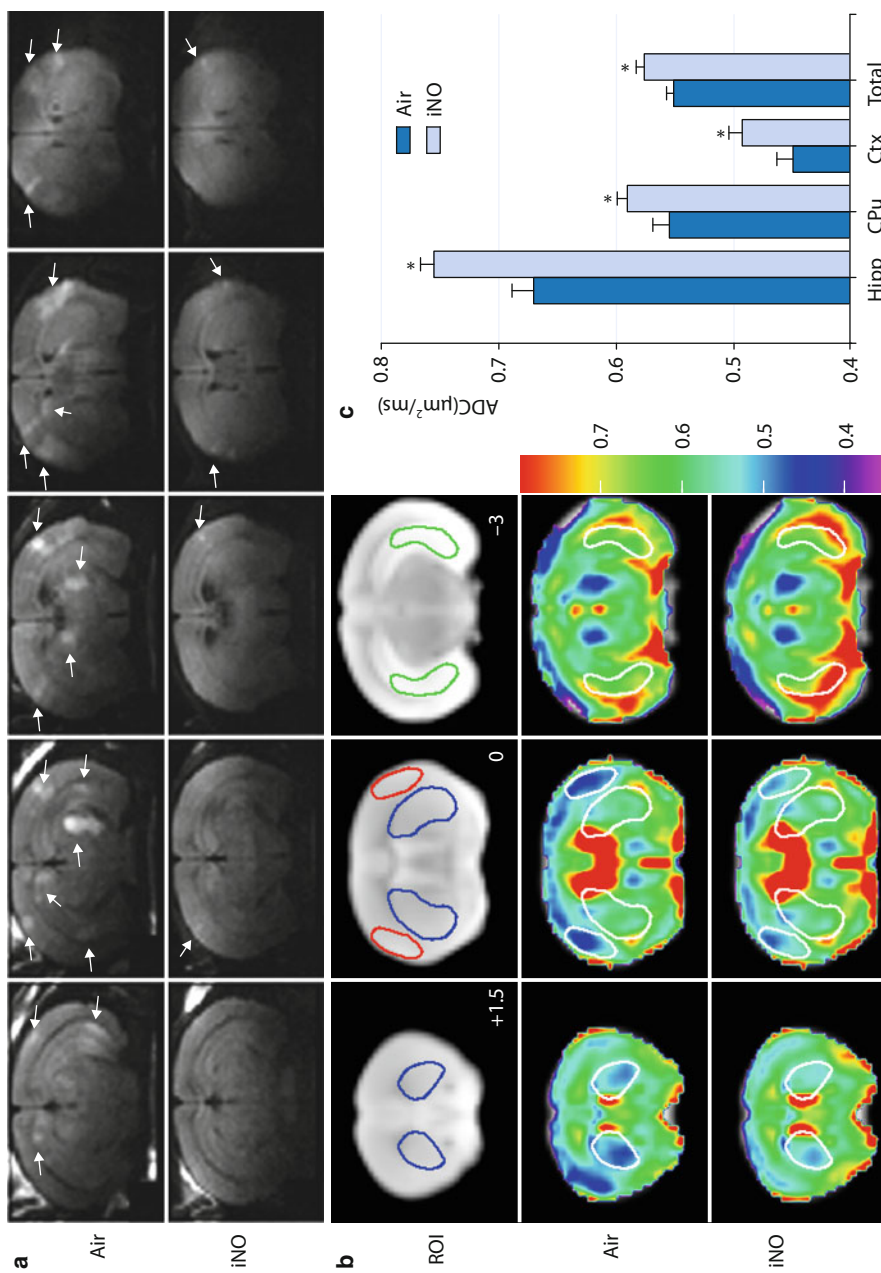 a
Air
iNO
b
ROI
+1.5
0
−3
Air
iNO
0.7
0.6
0.5
0.4
c
ADC(μm²/ms)
0.8
0.7
0.6
0.5
0.4
Air
iNO
*
*
*
*
Hipp
CPu
Ctx
Total